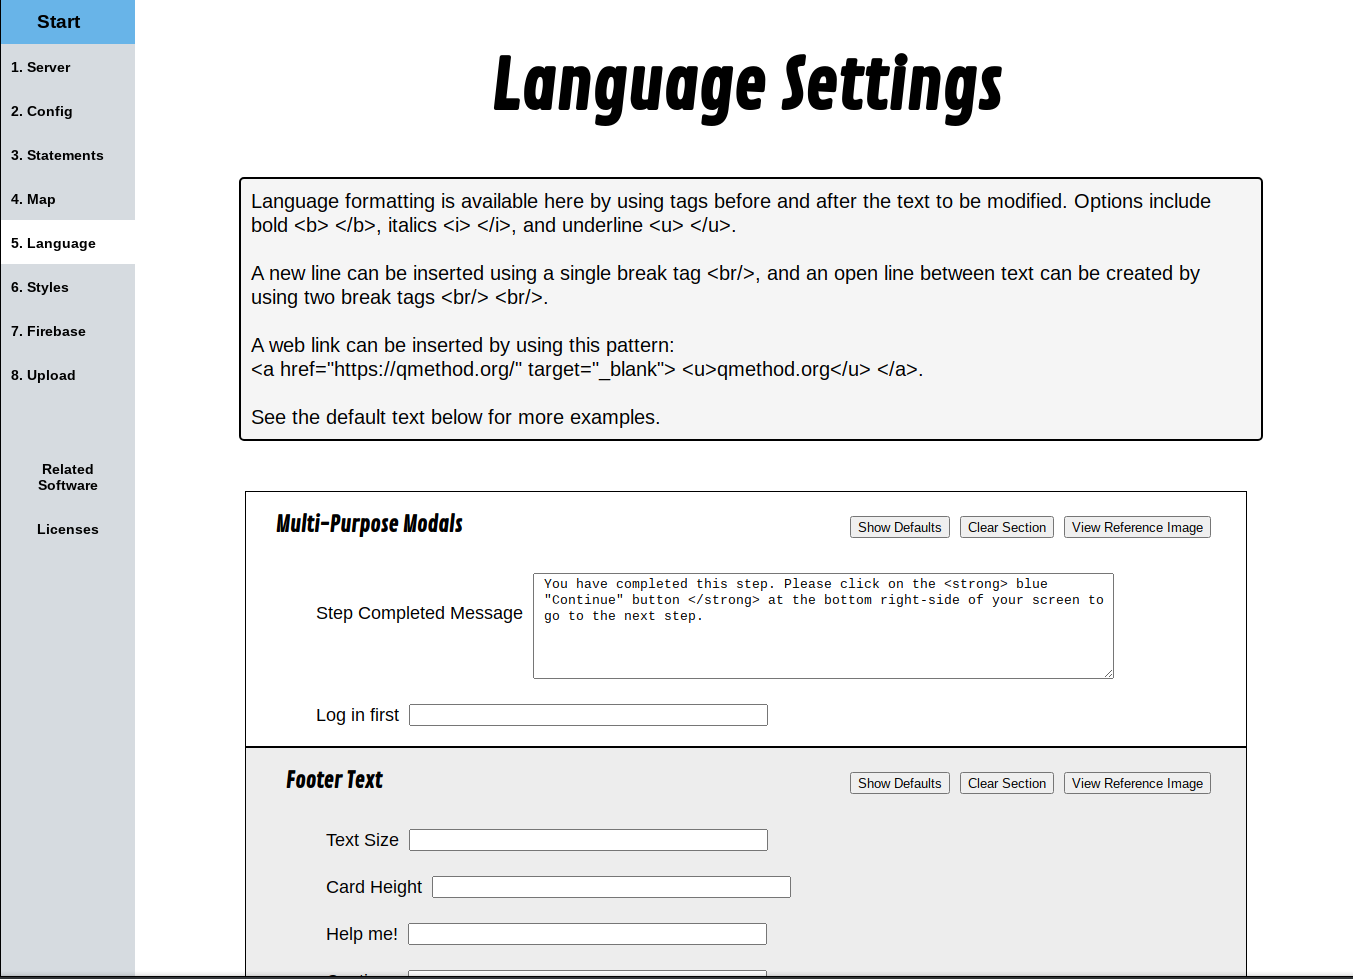 Start
1. Server
2. Config
3. Statements
4. Map
5. Language
6. Styles
7. Firebase
8. Upload
Related
Software
Licenses
Language Settings
Language formatting is available here by using tags before and after the text to be modified. Options include
bold <b> </b>, italics <i> </i>, and underline <u> </u>.
A new line can be inserted using a single break tag <br/>, and an open line between text can be created by
using two break tags <br/> <br/>.
A web link can be inserted by using this pattern:
<a href="https://qmethod.org/" target="_blank"> <u>qmethod.org</u> </a>.
See the default text below for more examples.
Multi-Purpose Modals
Show Defaults Clear Section View Reference Image
Step Completed Message
You have completed this step. Please click on the <strong> blue
"Continue" button </strong> at the bottom right-side of your screen to
go to the next step.
Log in first
Footer Text
Show Defaults Clear Section View Reference Image
Text Size
Card Height
Help me!